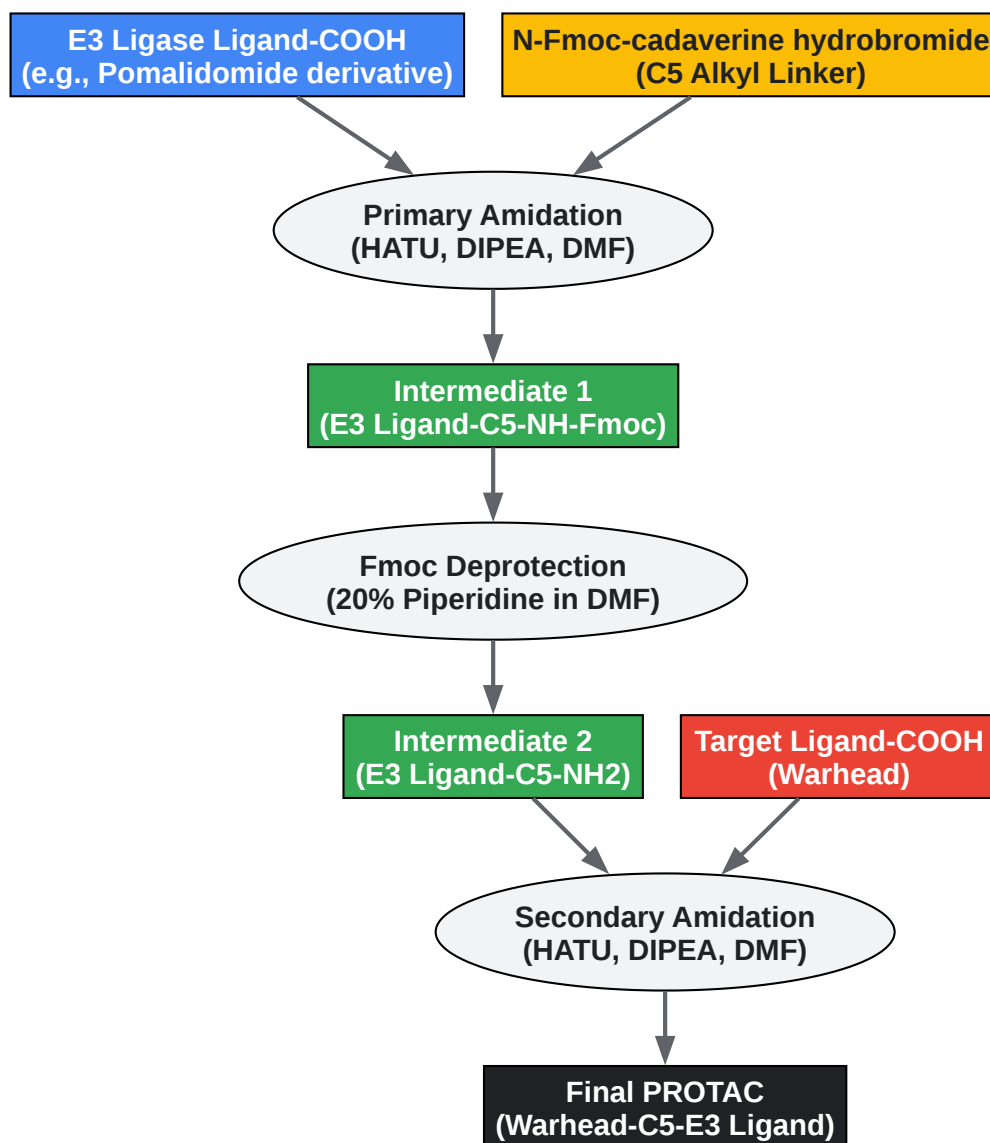 E3 Ligase Ligand-COOH
(e.g., Pomalidomide derivative)
N-Fmoc-cadaverine hydrobromide
(C5 Alkyl Linker)
Primary Amidation
(HATU, DIPEA, DMF)
Intermediate 1
(E3 Ligand-C5-NH-Fmoc)
Fmoc Deprotection
(20% Piperidine in DMF)
Intermediate 2
(E3 Ligand-C5-NH2)
Target Ligand-COOH
(Warhead)
Secondary Amidation
(HATU, DIPEA, DMF)
Final PROTAC
(Warhead-C5-E3 Ligand)